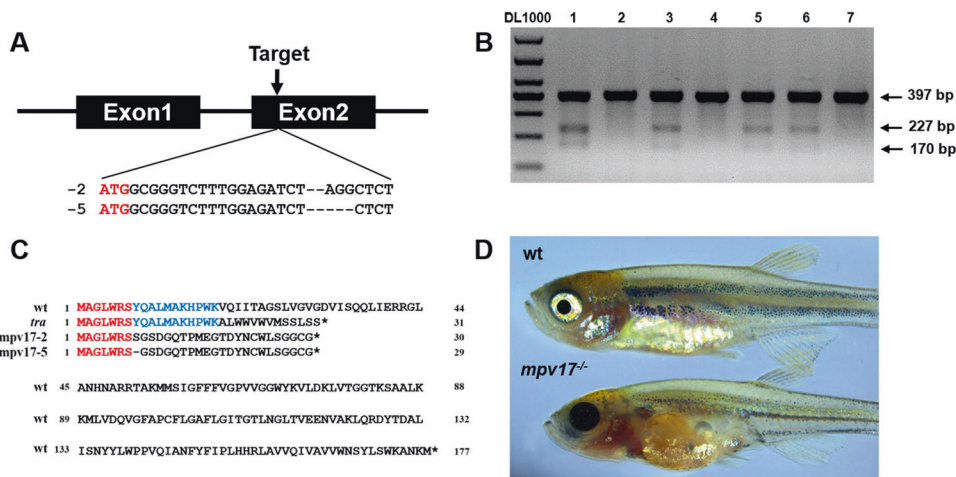 A
Target
Exon1 Exon2
-2 ATGGCGGGTCTTTGGAGATCT--AGGCTCT
-5 ATGGCGGGTCTTTGGAGATCT-----CTCT
B
DL1000 1 2 3 4 5 6 7
397 bp
227 bp
170 bp
C
wt 1 MAGLWRSYQALMAKHPWKVQIITAGSLVGVGDVISQQLIERRGL 44
tra 1 MAGLWRSYQALMAKHPWKALWWVWVMSSLSS* 31
mpv17-2 1 MAGLWRSSGSDGQTPMEGTDYNCWLSGGCG* 30
mpv17-5 1 MAGLWRS-GSDGQTPMEGTDYNCWLSGGCG* 29
wt 45 ANHNARRTAKMMSIGFFFVGPVVGGWYKVLDKLVTGGTKSAALK 88
wt 89 KMLVDQVGFAPCFLGAFLGITGTLNGLTVEENVAKLQRDYTDAL 132
wt 133 ISNYYLWPPVQIANFYFIPLHHRLAVVQIVAVVWNSYLSWKANKM* 177
D
wt
mpv17-/-